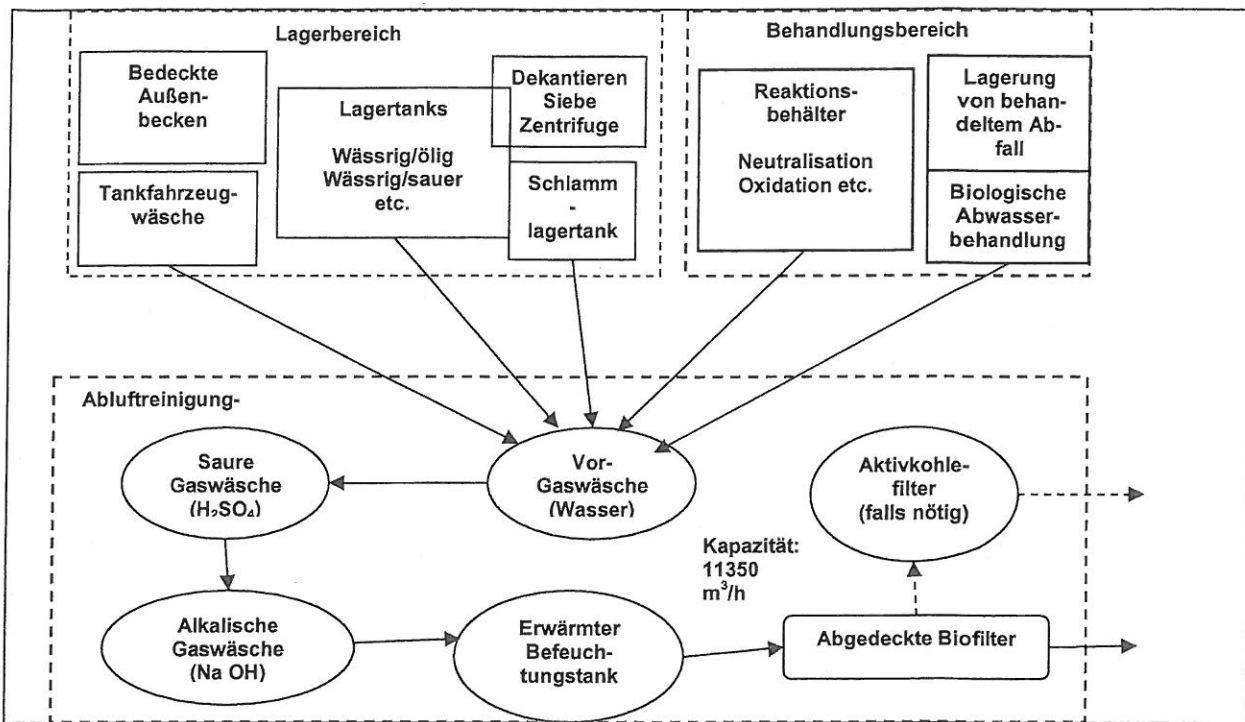 Lagerbereich
Bedeckte
Außen-
becken
Tankfahrzeug-
wäsche
Lagertanks
Wässrig/ölig
Wässrig/sauer
etc.
Dekantieren
Siebe
Zentrifuge
Schlamm
-
lagertank
Behandlungsbereich
Reaktions-
behälter
Neutralisation
Oxidation etc.
Lagerung
von behan-
deltem Ab-
fall
Biologische
Abwasser-
behandlung
Abluftreinigung-
Saure
Gaswäsche
(H₂SO₄)
Vor-
Gaswäsche
(Wasser)
Aktivkohle-
filter
(falls nötig)
Kapazität:
11350
m³/h
Alkalische
Gaswäsche
(Na OH)
Erwärmter
Befeuch-
tungstank
Abgedeckte Biofilter